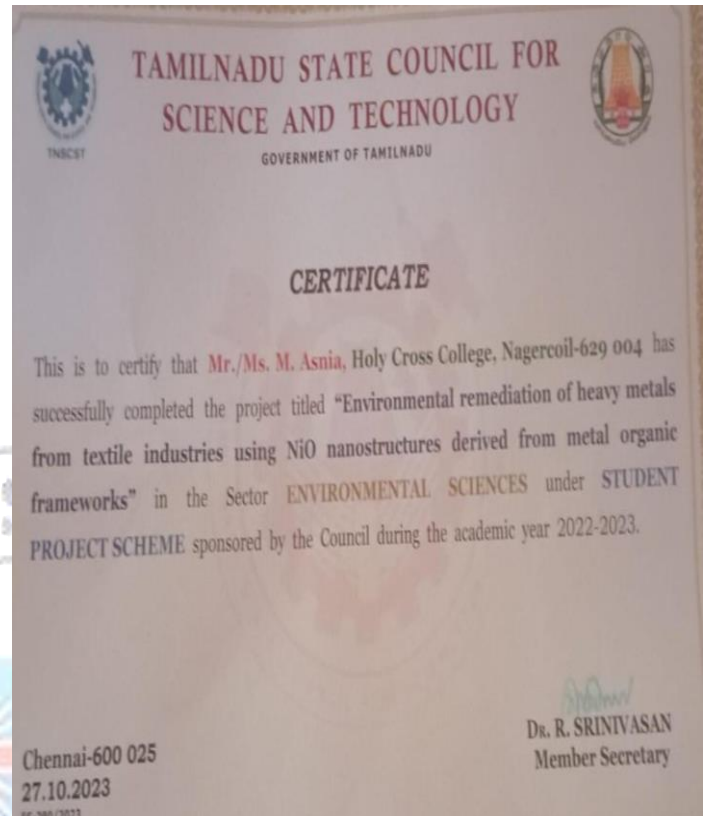 TAMILNADU STATE COUNCIL FOR
SCIENCE AND TECHNOLOGY
TNSCST
GOVERNMENT OF TAMILNADU
CERTIFICATE
This is to certify that Mr./Ms. M. Asnia, Holy Cross College, Nagercoil-629 004 has
successfully completed the project titled “Environmental remediation of heavy metals
from textile industries using NiO nanostructures derived from metal organic
frameworks” in the Sector ENVIRONMENTAL SCIENCES under STUDENT
PROJECT SCHEME sponsored by the Council during the academic year 2022-2023.
DR. R. SRINIVASAN
Member Secretary
Chennai-600 025
27.10.2023